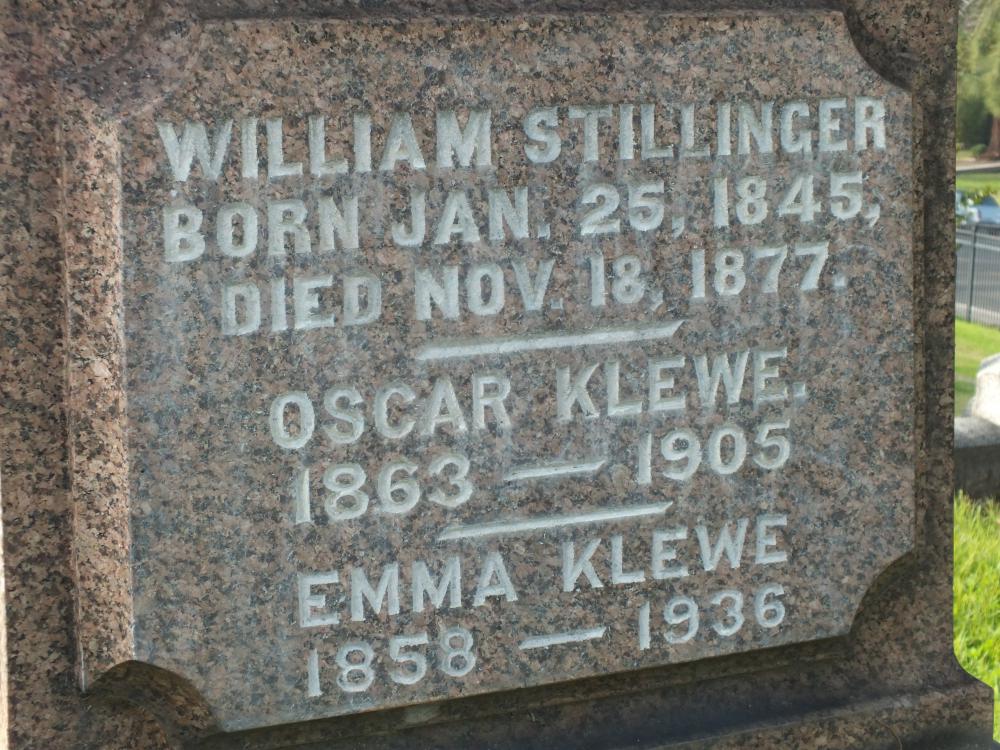 WILLIAM STILLINGER
BORN JAN. 25, 1845,
DIED NOV. 18, 1877.
OSCAR KLEWE.
1863 — 1905
EMMA KLEWE
1858 — 1936